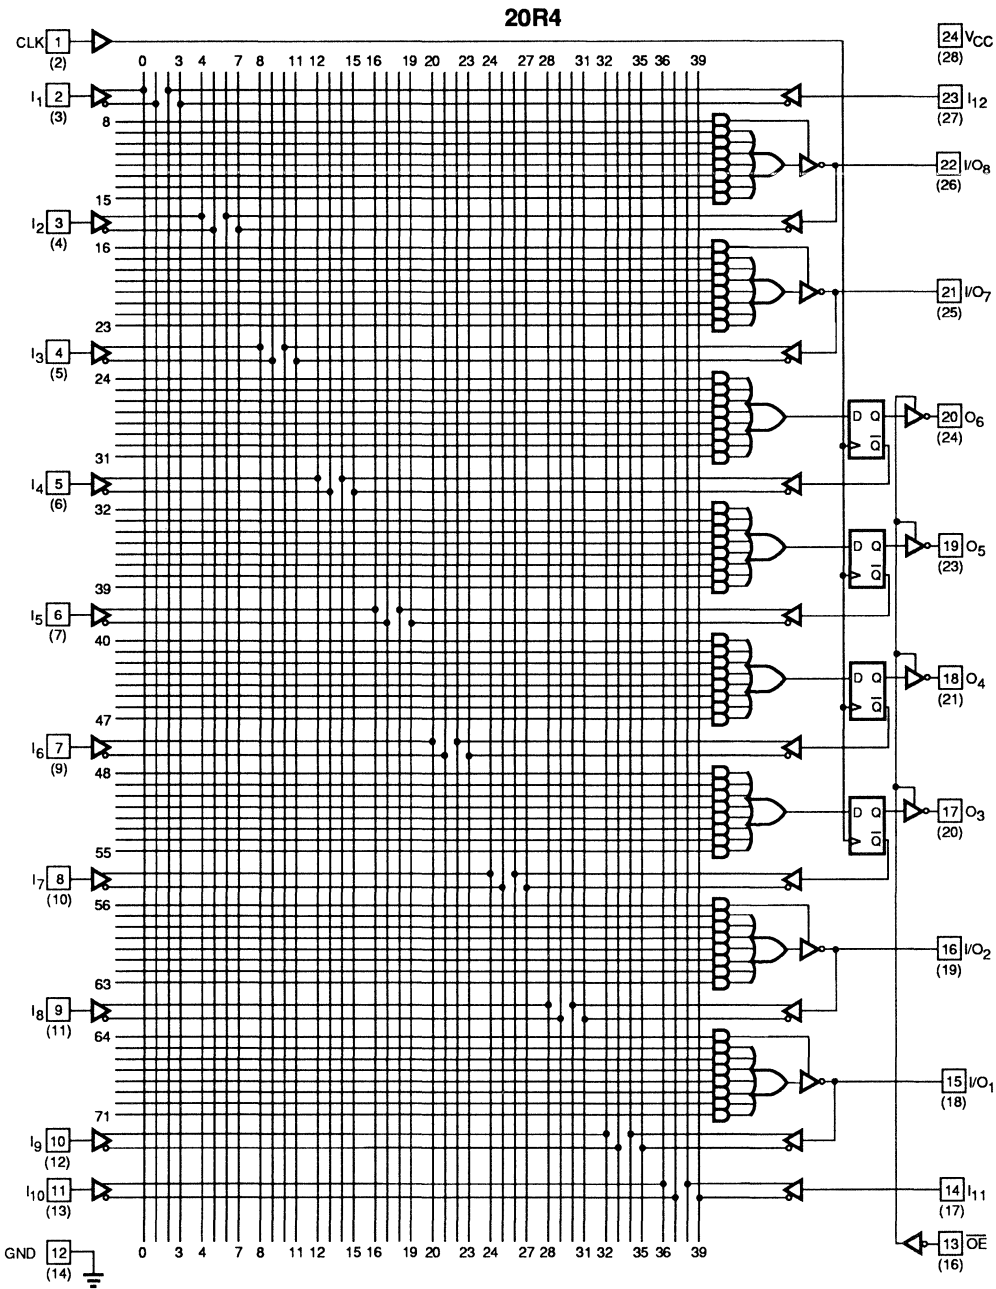 20R4
CLK 1 (2)
24 VCC (28)
0 3 4 7 8 11 12 15 16 19 20 23 24 27 28 31 32 35 36 39
I1 2 (3)
23 I12 (27)
8
22 I/O8 (26)
15
I2 3 (4)
16
21 I/O7 (25)
23
I3 4 (5)
24
D Q Q
20 O6 (24)
31
I4 5 (6)
32
D Q Q
19 O5 (23)
39
I5 6 (7)
40
D Q Q
18 O4 (21)
47
I6 7 (9)
48
D Q Q
17 O3 (20)
55
I7 8 (10)
56
16 I/O2 (19)
63
I8 9 (11)
64
15 I/O1 (18)
71
I9 10 (12)
I10 11 (13)
14 I11 (17)
0 3 4 7 8 11 12 15 16 19 20 23 24 27 28 31 32 35 36 39
GND 12 (14)
13 OE (16)